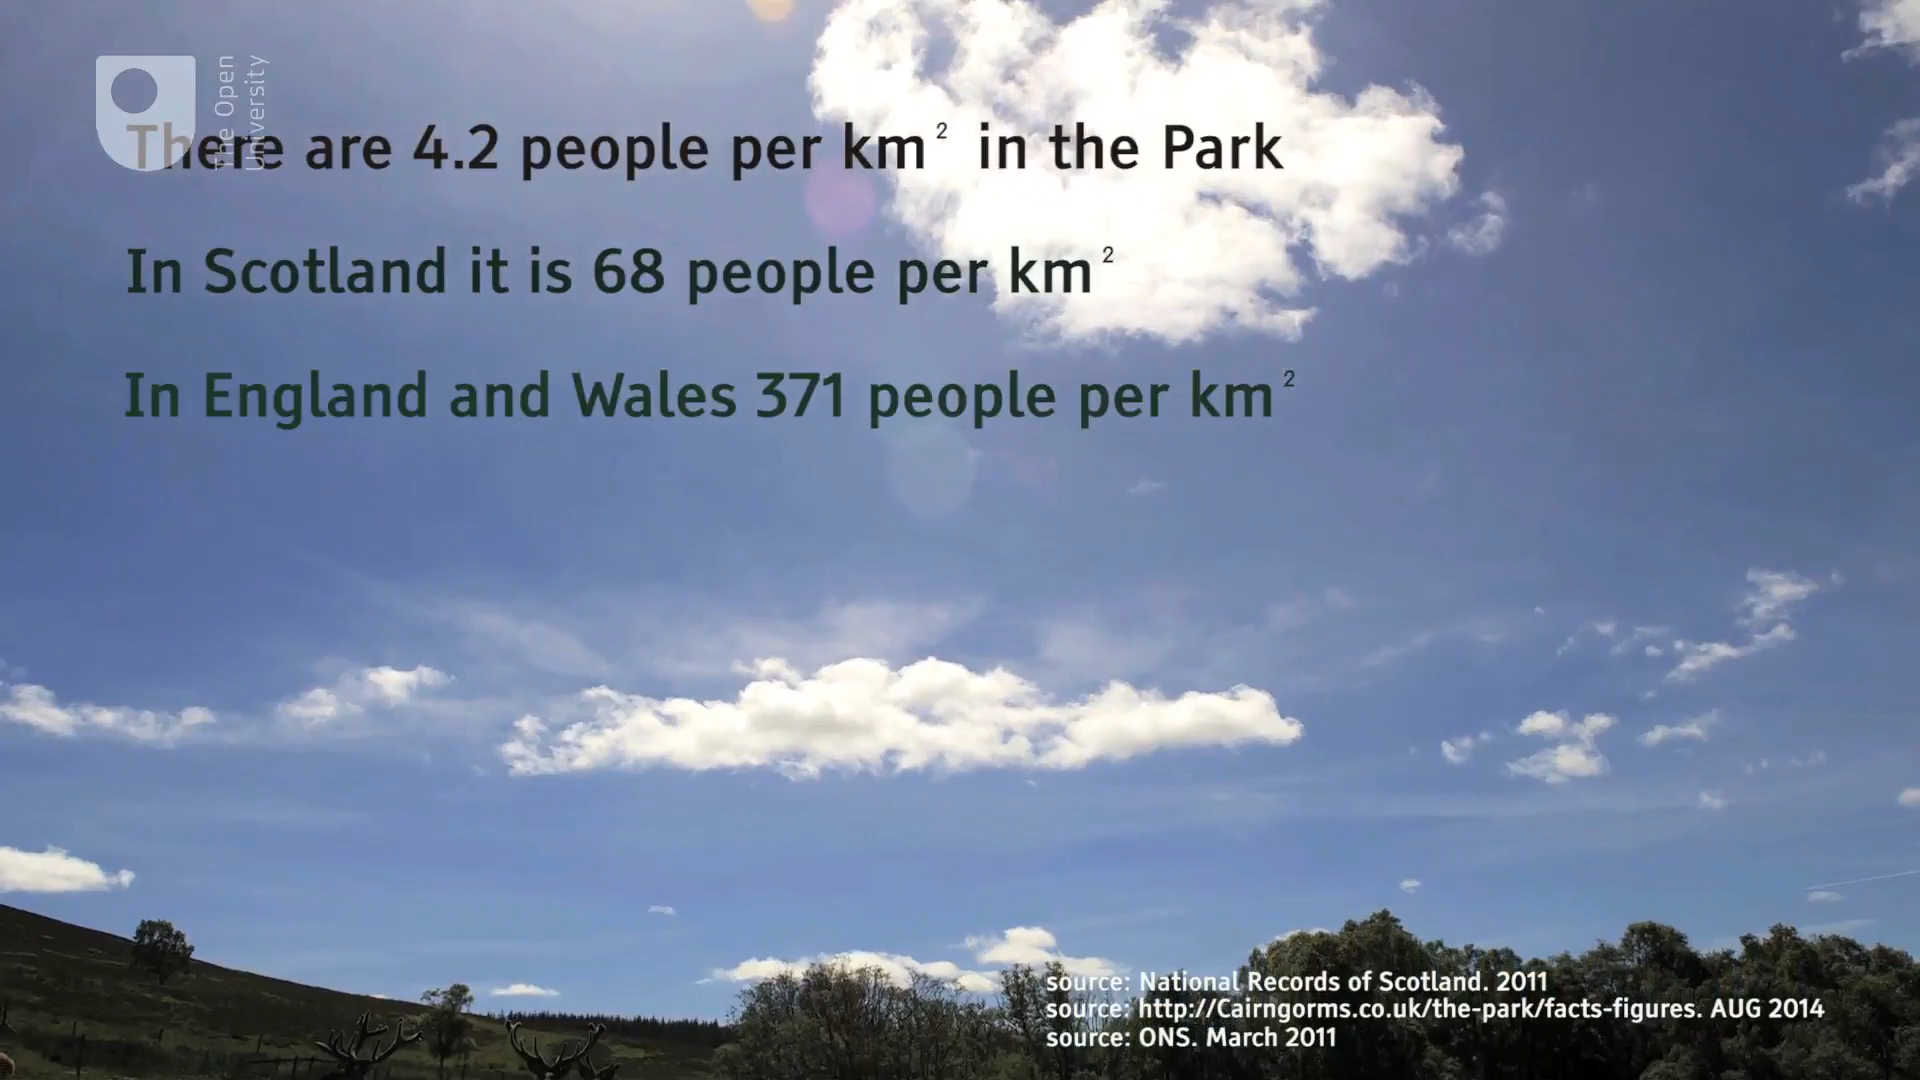 The Open
University
There are 4.2 people per km² in the Park
In Scotland it is 68 people per km²
In England and Wales 371 people per km²
source: National Records of Scotland. 2011
source: http://Cairngorms.co.uk/the-park/facts-figures. AUG 2014
source: ONS. March 2011